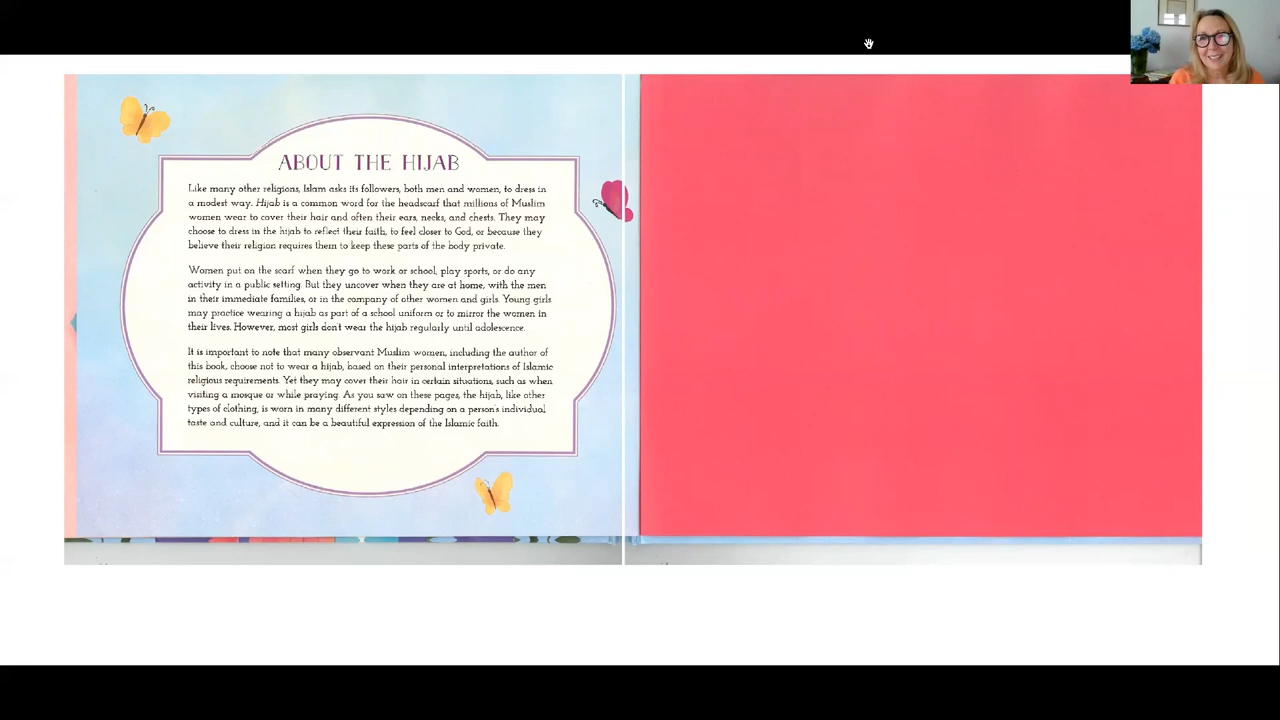 ABOUT THE HIJAB
Like many other religions, Islam asks its followers, both men and women, to dress in
a modest way. Hijab is a common word for the headscarf that millions of Muslim
women wear to cover their hair and often their ears, necks, and chests. They may
choose to dress in the hijab to reflect their faith, to feel closer to God, or because they
believe their religion requires them to keep these parts of the body private.
Women put on the scarf when they go to work or school, play sports, or do any
activity in a public setting. But they uncover when they are at home, with the men
in their immediate families, or in the company of other women and girls. Young girls
may practice wearing a hijab as part of a school uniform or to mirror the women in
their lives. However, most girls don't wear the hijab regularly until adolescence.
It is important to note that many observant Muslim women, including the author of
this book, choose not to wear a hijab, based on their personal interpretations of Islamic
religious requirements. Yet they may cover their hair in certain situations, such as when
visiting a mosque or while praying. As you saw on these pages, the hijab, like other
types of clothing, is worn in many different styles depending on a person's individual
taste and culture, and it can be a beautiful expression of the Islamic faith.